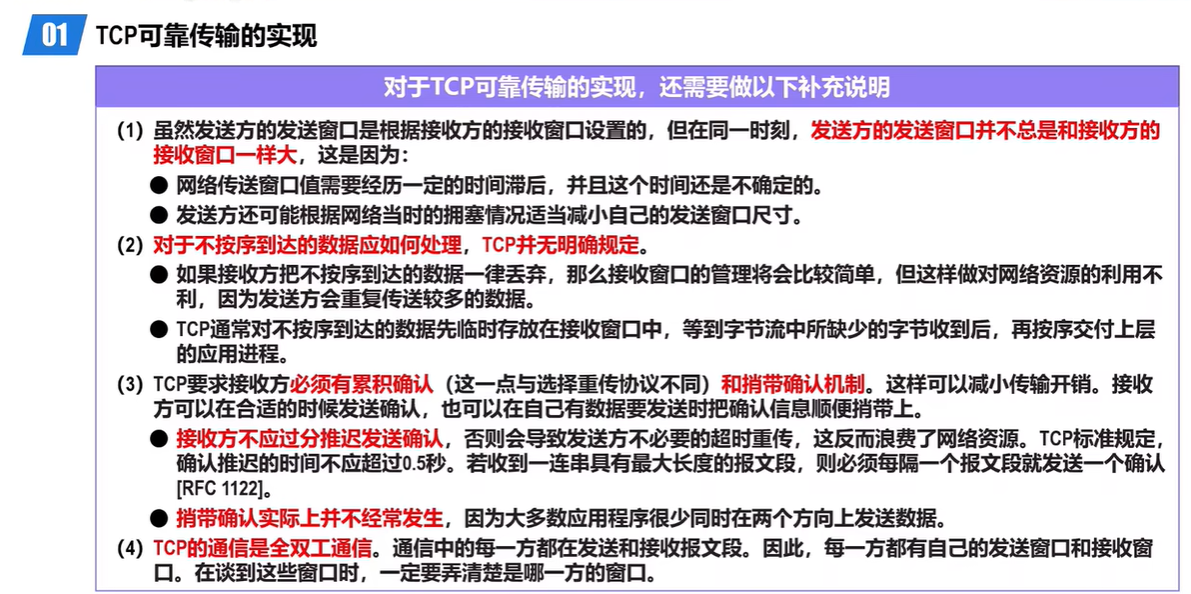 01 TCP可靠传输的实现
对于TCP可靠传输的实现，还需要做以下补充说明
(1) 虽然发送方的发送窗口是根据接收方的接收窗口设置的，但在同一时刻，发送方的发送窗口并不总是和接收方的
接收窗口一样大，这是因为：
● 网络传送窗口值需要经历一定的时间滞后，并且这个时间还是不确定的。
● 发送方还可能根据网络当时的拥塞情况适当减小自己的发送窗口尺寸。
(2) 对于不按序到达的数据应如何处理，TCP并无明确规定。
● 如果接收方把不按序到达的数据一律丢弃，那么接收窗口的管理将会比较简单，但这样做对网络资源的利用不
利，因为发送方会重复传送较多的数据。
● TCP通常对不按序到达的数据先临时存放在接收窗口中，等到字节流中所缺少的字节收到后，再按序交付上层
的应用进程。
(3) TCP要求接收方必须有累积确认（这一点与选择重传协议不同）和捎带确认机制。这样可以减小传输开销。接收
方可以在合适的时候发送确认，也可以在自己有数据要发送时把确认信息顺便捎带上。
● 接收方不应过分推迟发送确认，否则会导致发送方不必要的超时重传，这反而浪费了网络资源。TCP标准规定，
确认推迟的时间不应超过0.5秒。若收到一连串具有最大长度的报文段，则必须每隔一个报文段就发送一个确认
[RFC 1122]。
● 捎带确认实际上并不经常发生，因为大多数应用程序很少同时在两个方向上发送数据。
(4) TCP的通信是全双工通信。通信中的每一方都在发送和接收报文段。因此，每一方都有自己的发送窗口和接收窗
口。在谈到这些窗口时，一定要弄清楚是哪一方的窗口。